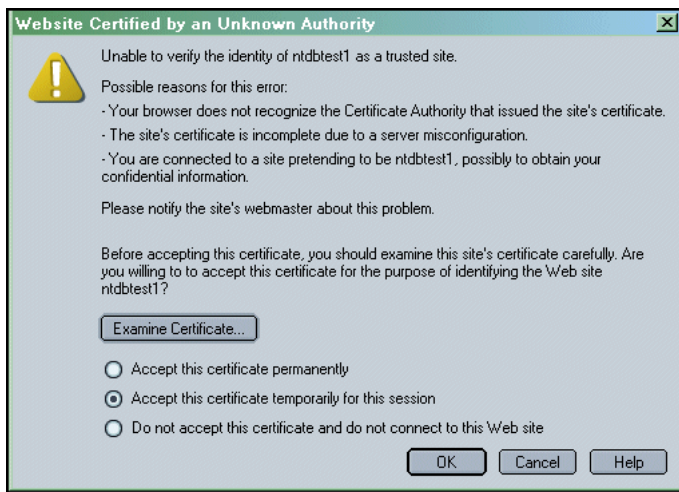 Website Certified by an Unknown Authority
Unable to verify the identity of ntdbtest1 as a trusted site.
Possible reasons for this error:
- Your browser does not recognize the Certificate Authority that issued the site's certificate.
- The site's certificate is incomplete due to a server misconfiguration.
- You are connected to a site pretending to be ntdbtest1, possibly to obtain your
confidential information.
Please notify the site's webmaster about this problem.
Before accepting this certificate, you should examine this site's certificate carefully. Are
you willing to to accept this certificate for the purpose of identifying the Web site
ntdbtest1?
Examine Certificate...
Accept this certificate permanently
Accept this certificate temporarily for this session
Do not accept this certificate and do not connect to this Web site
OK Cancel Help